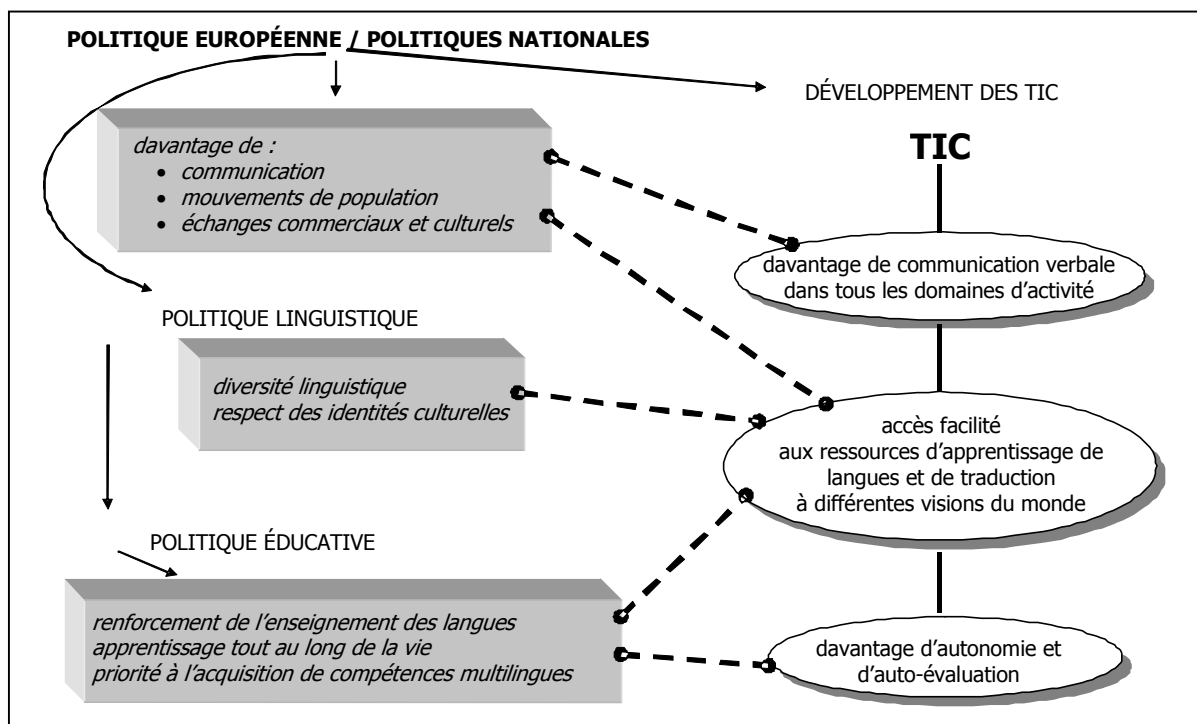 POLITIQUE EUROPÉENNE / POLITIQUES NATIONALES
DÉVELOPPEMENT DES TIC
TIC
davantage de :
• communication
• mouvements de population
• échanges commerciaux et culturels
davantage de communication verbale
dans tous les domaines d'activité
POLITIQUE LINGUISTIQUE
diversité linguistique
respect des identités culturelles
accès facilité
aux ressources d'apprentissage de
langues et de traduction
à différentes visions du monde
POLITIQUE ÉDUCATIVE
renforcement de l'enseignement des langues
apprentissage tout au long de la vie
priorité à l'acquisition de compétences multilingues
davantage d'autonomie et
d'auto-évaluation